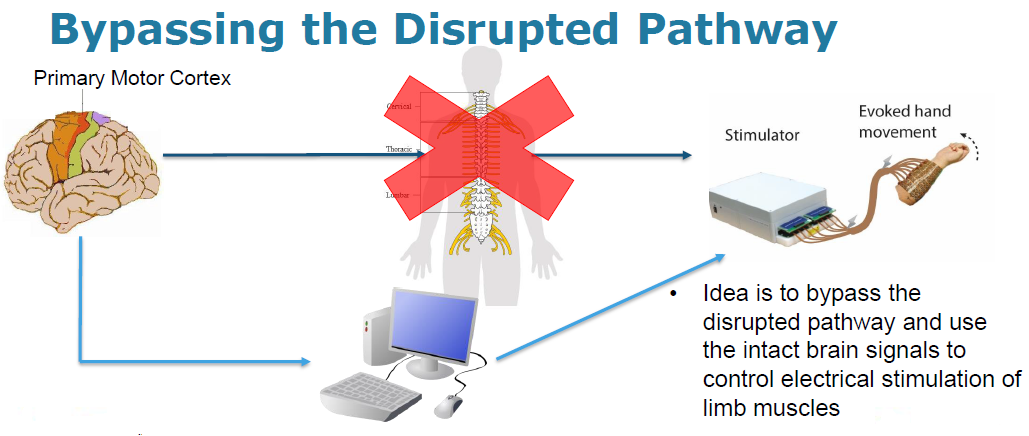 Bypassing the Disrupted Pathway
Primary Motor Cortex
Cervical
Thoracic
Lumbar
Stimulator
Evoked hand
movement
• Idea is to bypass the
disrupted pathway and use
the intact brain signals to
control electrical stimulation of
limb muscles